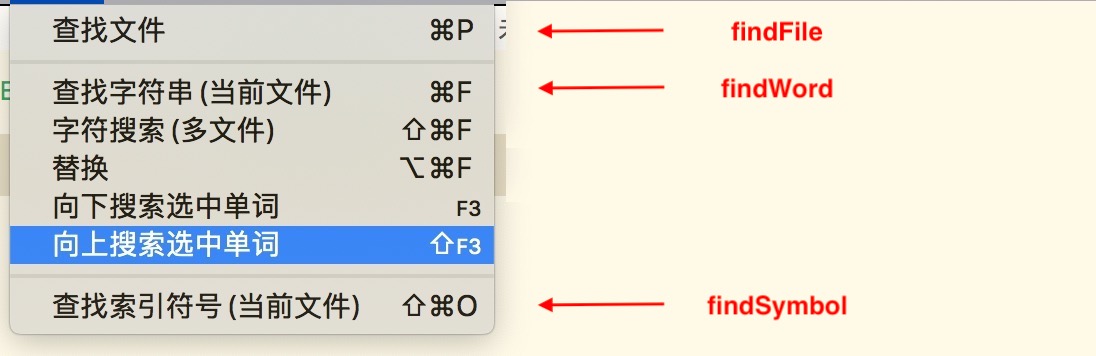 查找文件 ⌘P findFile
查找字符串(当前文件) ⌘F findWord
字符搜索(多文件) ⇧⌘F
替换 ⌥⌘F
向下搜索选中单词 F3
向上搜索选中单词 ⇧F3
查找索引符号(当前文件) ⇧⌘O findSymbol